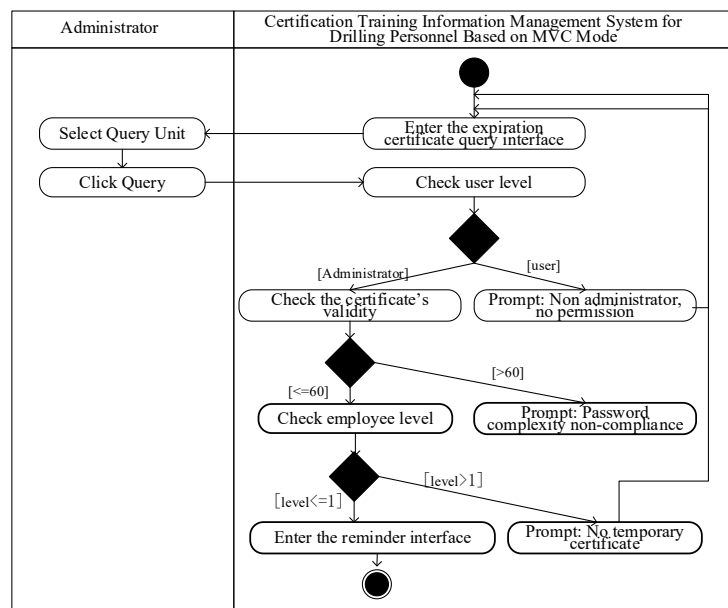 Administrator
Certification Training Information Management System for
Drilling Personnel Based on MVC Mode
Select Query Unit
Enter the expiration
certificate query interface
Click Query
Check user level
[Administrator]
[user]
Check the certificate's
validity
Prompt: Non administrator,
no permission
[<=60]
[>60]
Check employee level
Prompt: Password
complexity non-compliance
[level<=1]
[level>1]
Enter the reminder interface
Prompt: No temporary
certificate